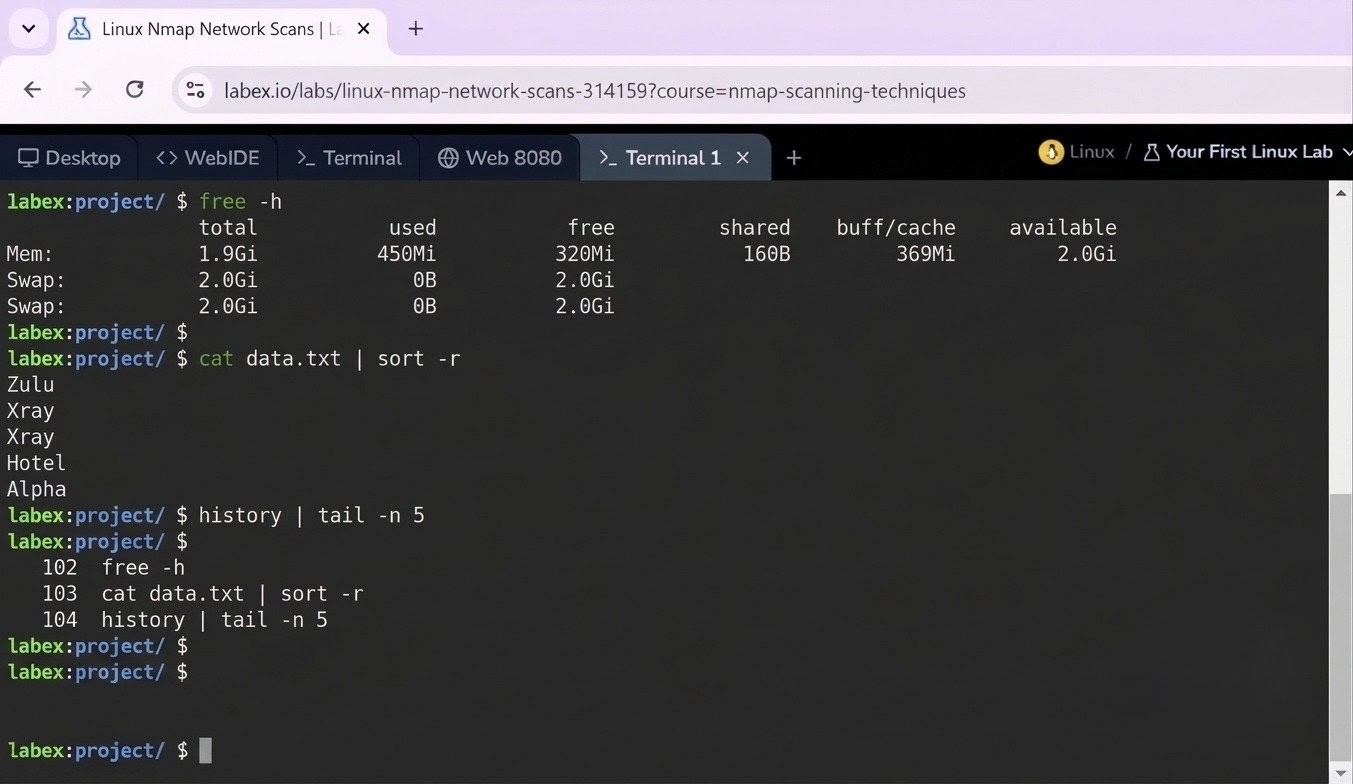 Linux Nmap Network Scans | La
labex.io/labs/linux-nmap-network-scans-314159?course=nmap-scanning-techniques
Desktop <> WebIDE >_ Terminal Web 8080 >_ Terminal 1 × + Linux / Your First Linux Lab
labex:project/ $ free -h
total used free shared buff/cache available
Mem: 1.9Gi 450Mi 320Mi 160B 369Mi 2.0Gi
Swap: 2.0Gi 0B 2.0Gi
Swap: 2.0Gi 0B 2.0Gi
labex:project/ $
labex:project/ $ cat data.txt | sort -r
Zulu
Xray
Xray
Hotel
Alpha
labex:project/ $ history | tail -n 5
labex:project/ $
102 free -h
103 cat data.txt | sort -r
104 history | tail -n 5
labex:project/ $
labex:project/ $
labex:project/ $